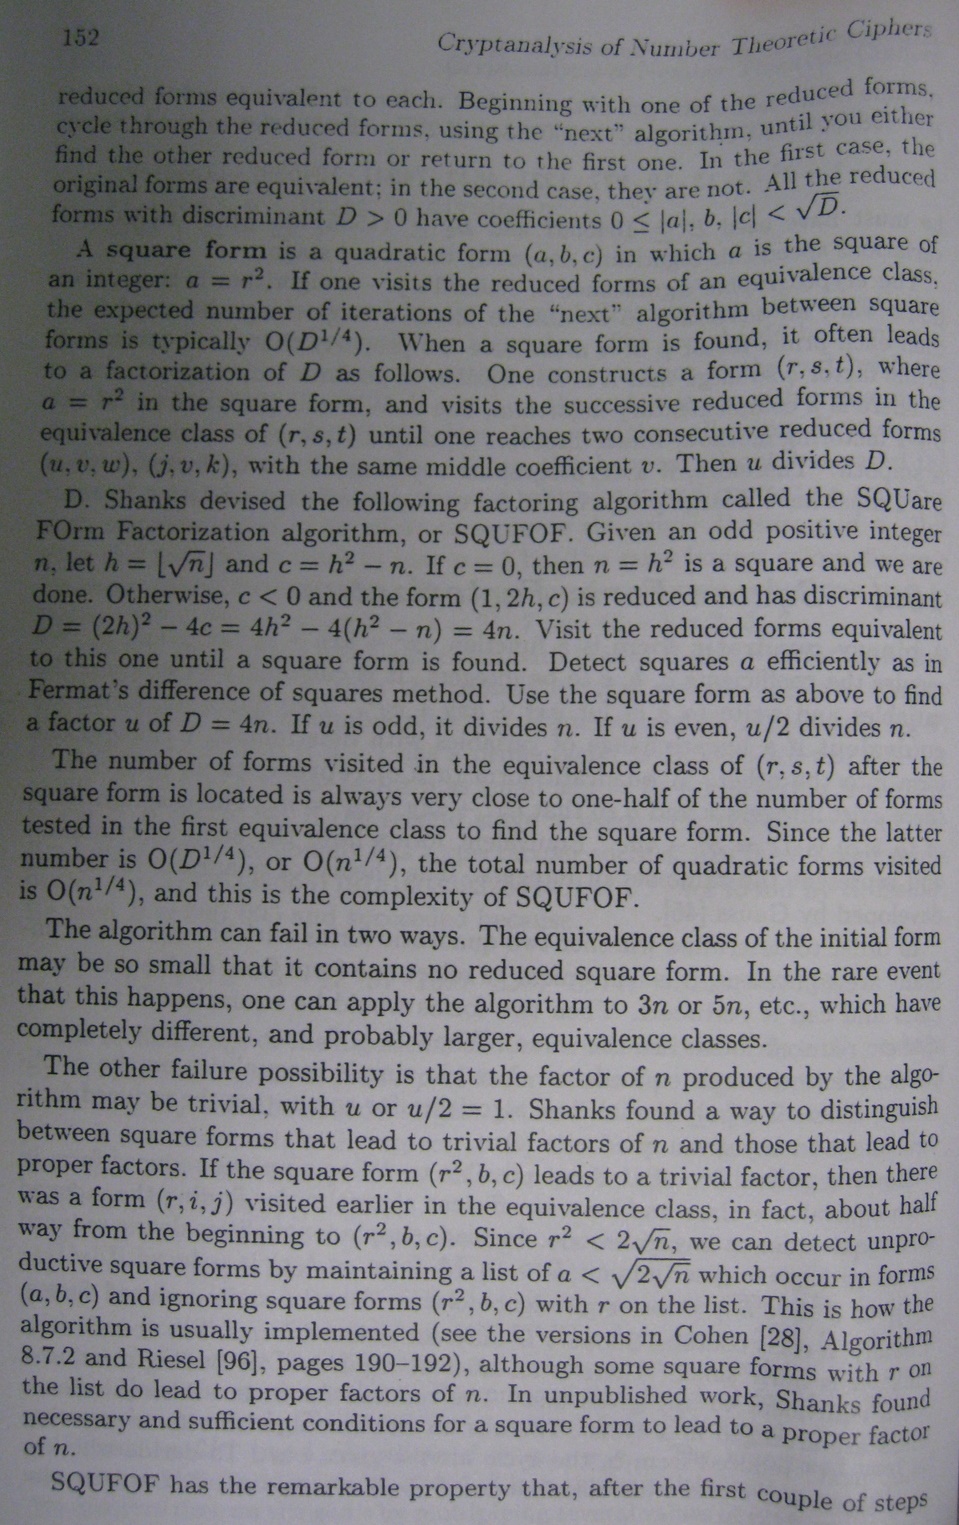 152
Cryptanalysis of Number Theoretic Ciphers
reduced forms equivalent to each. Beginning with one of the reduced forms,
cycle through the reduced forms, using the “next” algorithm, until you either
find the other reduced form or return to the first one. In the first case, the
original forms are equivalent; in the second case, they are not. All the reduced
forms with discriminant D > 0 have coefficients 0 ≤ |a|, b, |c| < √D.
A square form is a quadratic form (a, b, c) in which a is the square of
an integer: a = r². If one visits the reduced forms of an equivalence class,
the expected number of iterations of the “next” algorithm between square
forms is typically O(D^1/4). When a square form is found, it often leads
to a factorization of D as follows. One constructs a form (r, s, t), where
a = r² in the square form, and visits the successive reduced forms in the
equivalence class of (r, s, t) until one reaches two consecutive reduced forms
(u, v, w), (j, v, k), with the same middle coefficient v. Then u divides D.
D. Shanks devised the following factoring algorithm called the SQUare
FOrm Factorization algorithm, or SQUFOF. Given an odd positive integer
n, let h = ⌊√n⌋ and c = h² − n. If c = 0, then n = h² is a square and we are
done. Otherwise, c < 0 and the form (1, 2h, c) is reduced and has discriminant
D = (2h)² − 4c = 4h² − 4(h² − n) = 4n. Visit the reduced forms equivalent
to this one until a square form is found. Detect squares a efficiently as in
Fermat's difference of squares method. Use the square form as above to find
a factor u of D = 4n. If u is odd, it divides n. If u is even, u/2 divides n.
The number of forms visited in the equivalence class of (r, s, t) after the
square form is located is always very close to one-half of the number of forms
tested in the first equivalence class to find the square form. Since the latter
number is O(D^1/4), or O(n^1/4), the total number of quadratic forms visited
is O(n^1/4), and this is the complexity of SQUFOF.
The algorithm can fail in two ways. The equivalence class of the initial form
may be so small that it contains no reduced square form. In the rare event
that this happens, one can apply the algorithm to 3n or 5n, etc., which have
completely different, and probably larger, equivalence classes.
The other failure possibility is that the factor of n produced by the algo-
rithm may be trivial, with u or u/2 = 1. Shanks found a way to distinguish
between square forms that lead to trivial factors of n and those that lead to
proper factors. If the square form (r², b, c) leads to a trivial factor, then there
was a form (r, i, j) visited earlier in the equivalence class, in fact, about half
way from the beginning to (r², b, c). Since r² < 2√n, we can detect unpro-
ductive square forms by maintaining a list of a < √(2√n) which occur in forms
(a, b, c) and ignoring square forms (r², b, c) with r on the list. This is how the
algorithm is usually implemented (see the versions in Cohen [28], Algorithm
8.7.2 and Riesel [96], pages 190–192), although some square forms with r on
the list do lead to proper factors of n. In unpublished work, Shanks found
necessary and sufficient conditions for a square form to lead to a proper factor
of n.
SQUFOF has the remarkable property that, after the first couple of steps